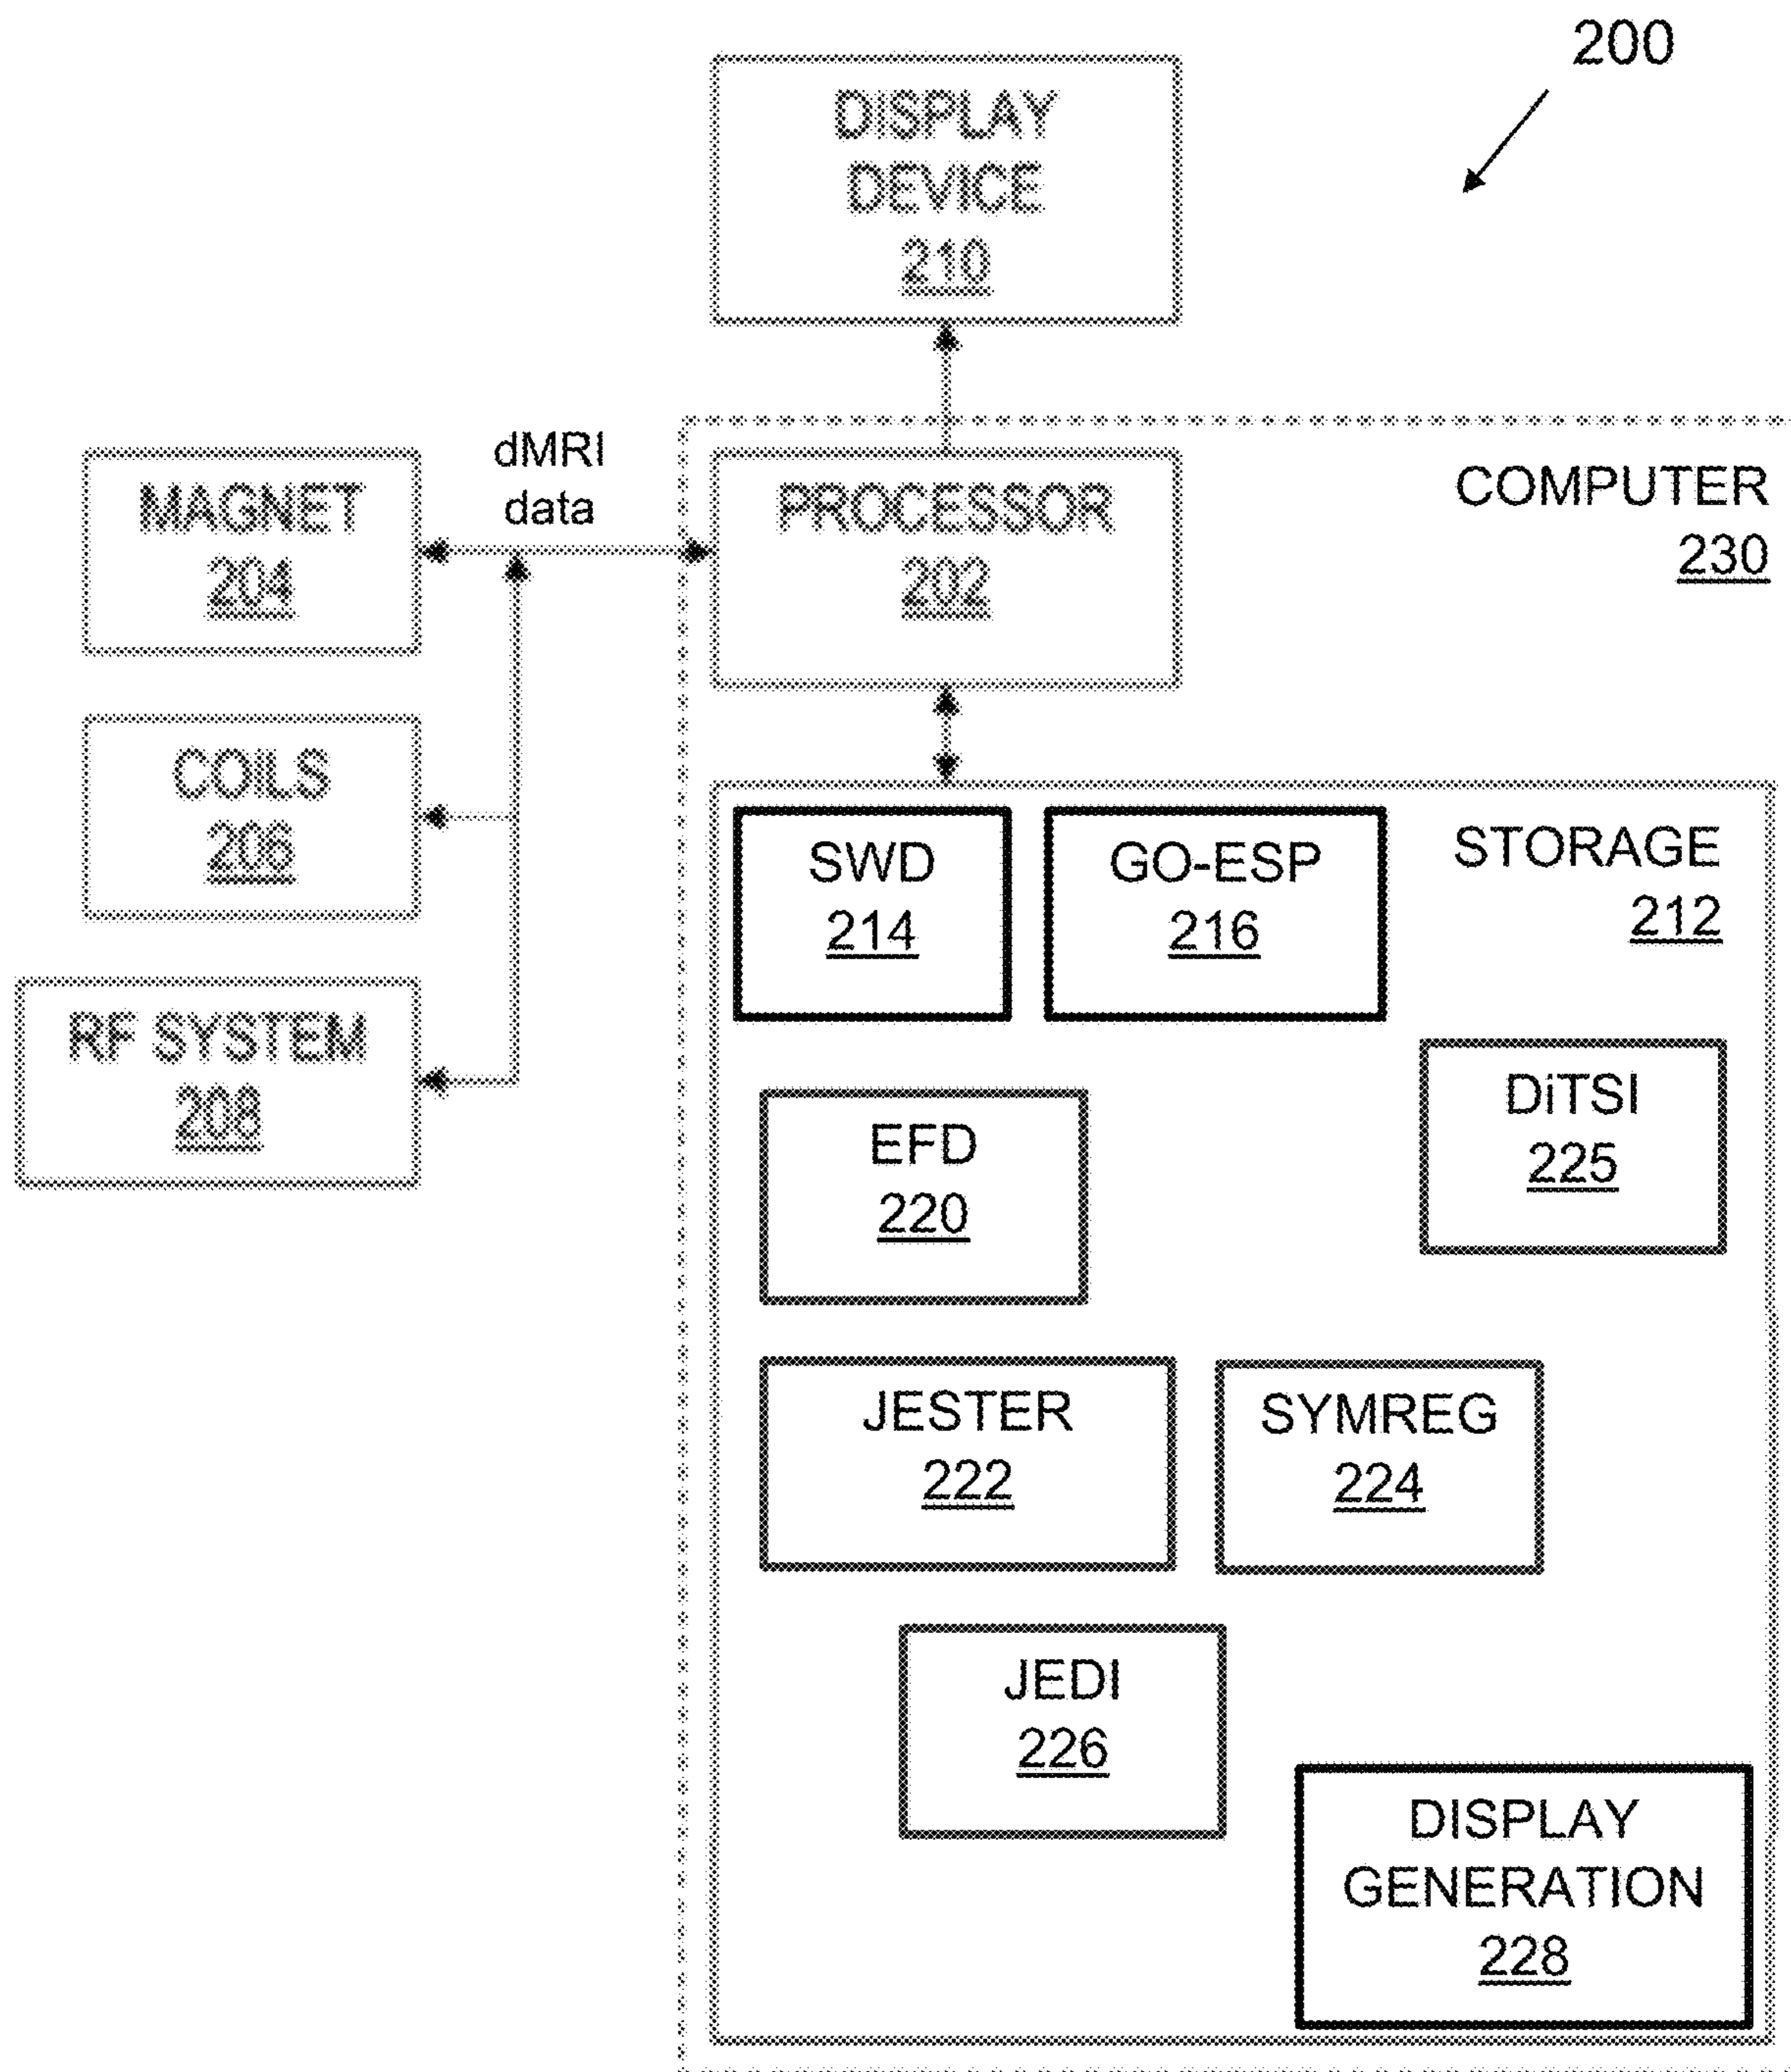 200
DISPLAY
DEVICE
210
dMRI
data
MAGNET
204
PROCESSOR
202
COMPUTER
230
COILS
206
RF SYSTEM
208
STORAGE
212
SWD
214
GO-ESP
216
DiTSI
225
EFD
220
JESTER
222
SYMREG
224
JEDI
226
DISPLAY
GENERATION
228